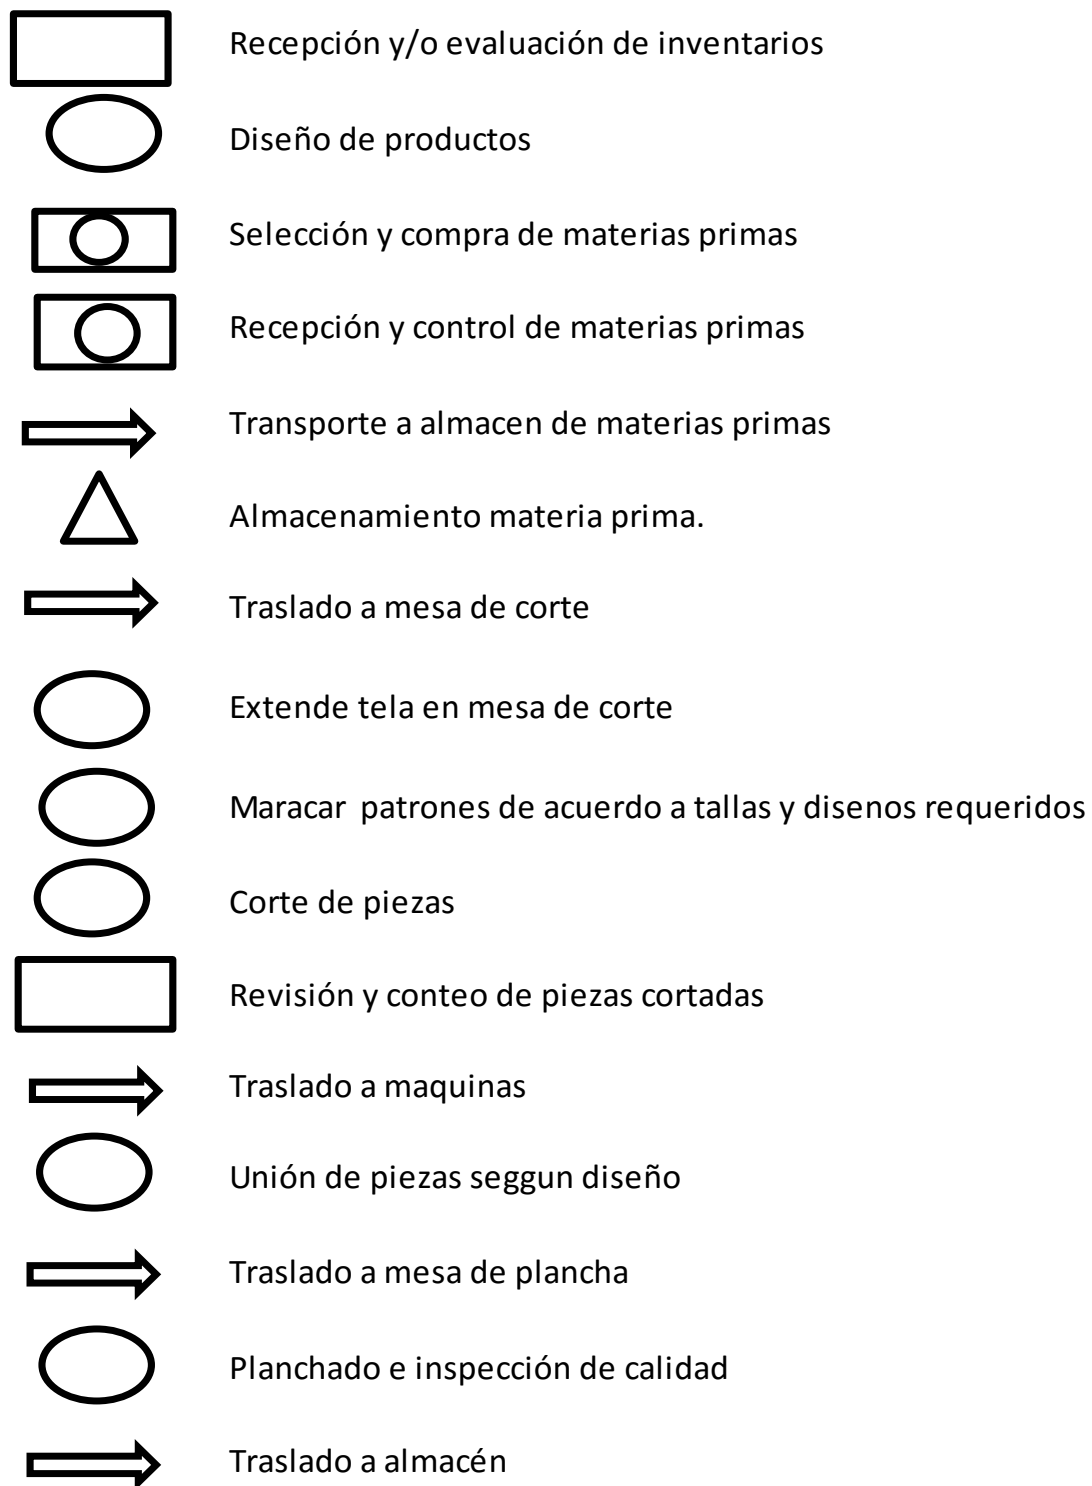 Recepción y/o evaluación de inventarios
Diseño de productos
Selección y compra de materias primas
Recepción y control de materias primas
Transporte a almacen de materias primas
Almacenamiento materia prima.
Traslado a mesa de corte
Extende tela en mesa de corte
Maracar  patrones de acuerdo a tallas y disenos requeridos
Corte de piezas
Revisión y conteo de piezas cortadas
Traslado a maquinas
Unión de piezas seggun diseño
Traslado a mesa de plancha
Planchado e inspección de calidad
Traslado a almacén